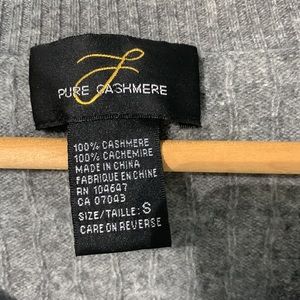 J
PURE CASHMERE
100% CASHMERE
100% CACHEMIRE
MADE IN CHINA
FABRIQUE EN CHINE
RN 104647
CA 07043
SIZE/TAILLE: S
CARE ON REVERSE